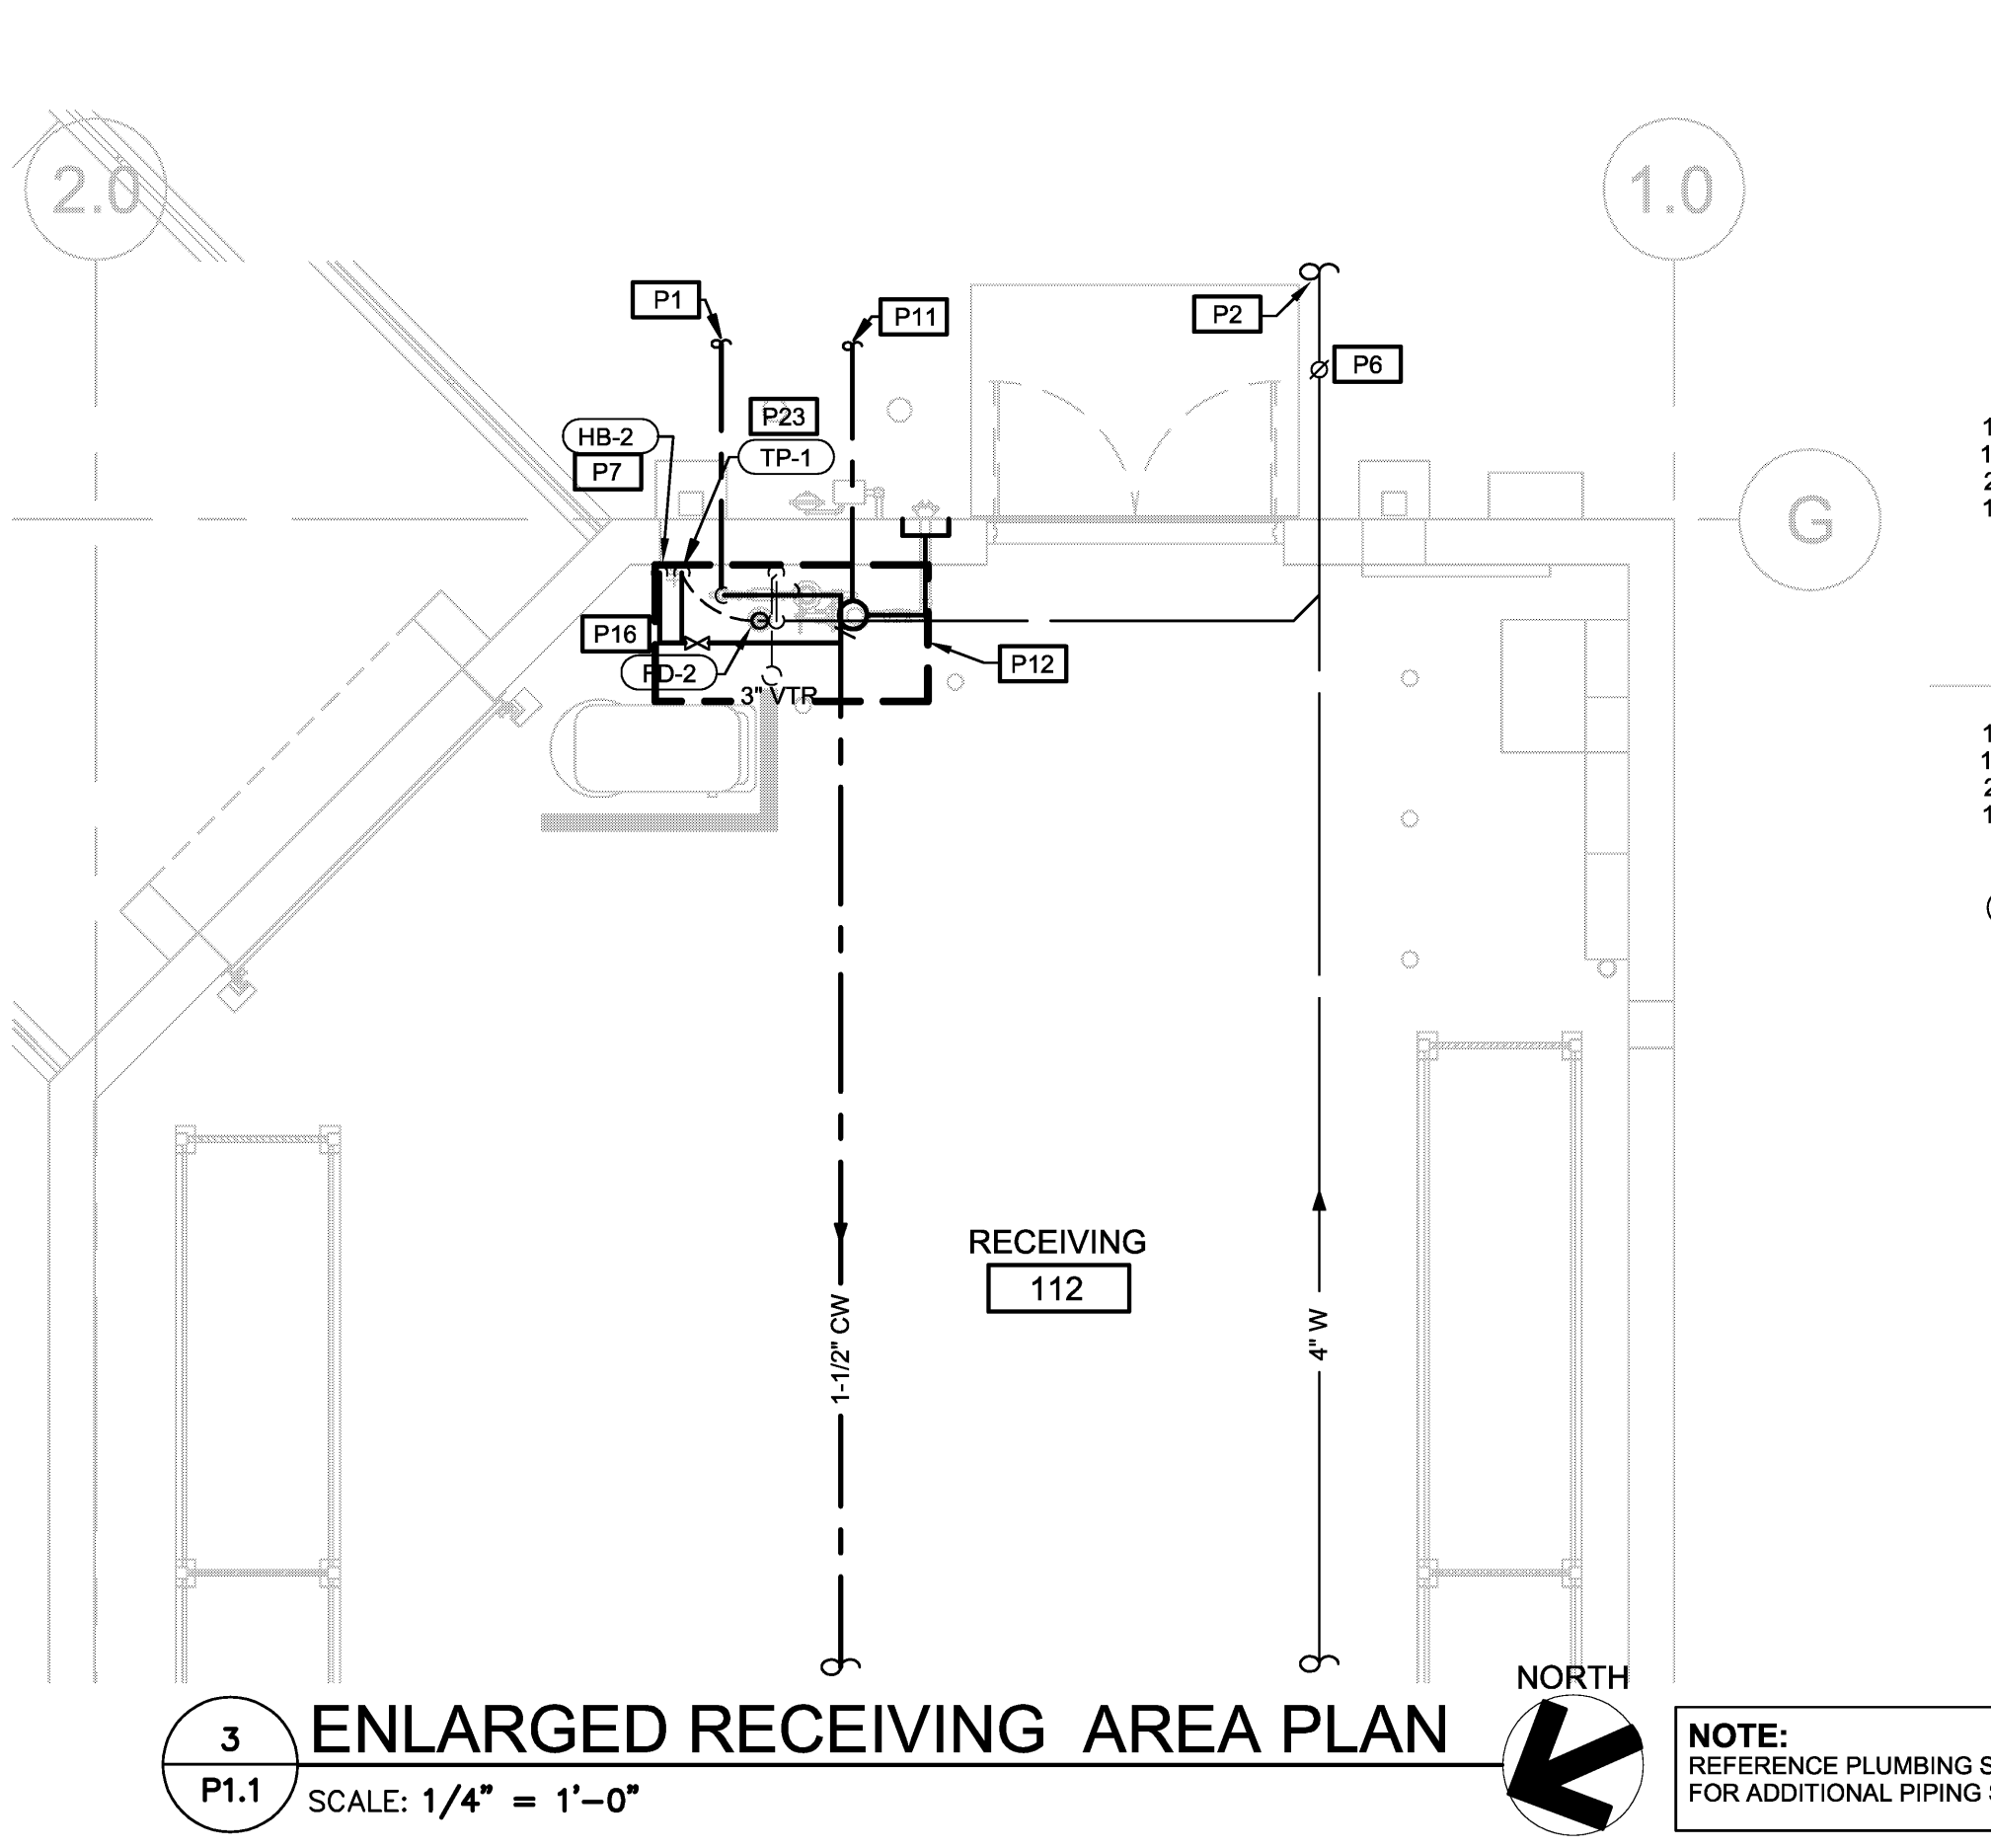 2.0
1.0
P1
P11
P2
P6
P23
HB-2
TP-1
P7
G
P16
P12
FD-2
3" VTR
RECEIVING
112
1-1/2" CW
4" W
NORTH
3
P1.1
ENLARGED RECEIVING AREA PLAN
SCALE: 1/4" = 1'-0"
NOTE:
REFERENCE PLUMBING
FOR ADDITIONAL PIPING